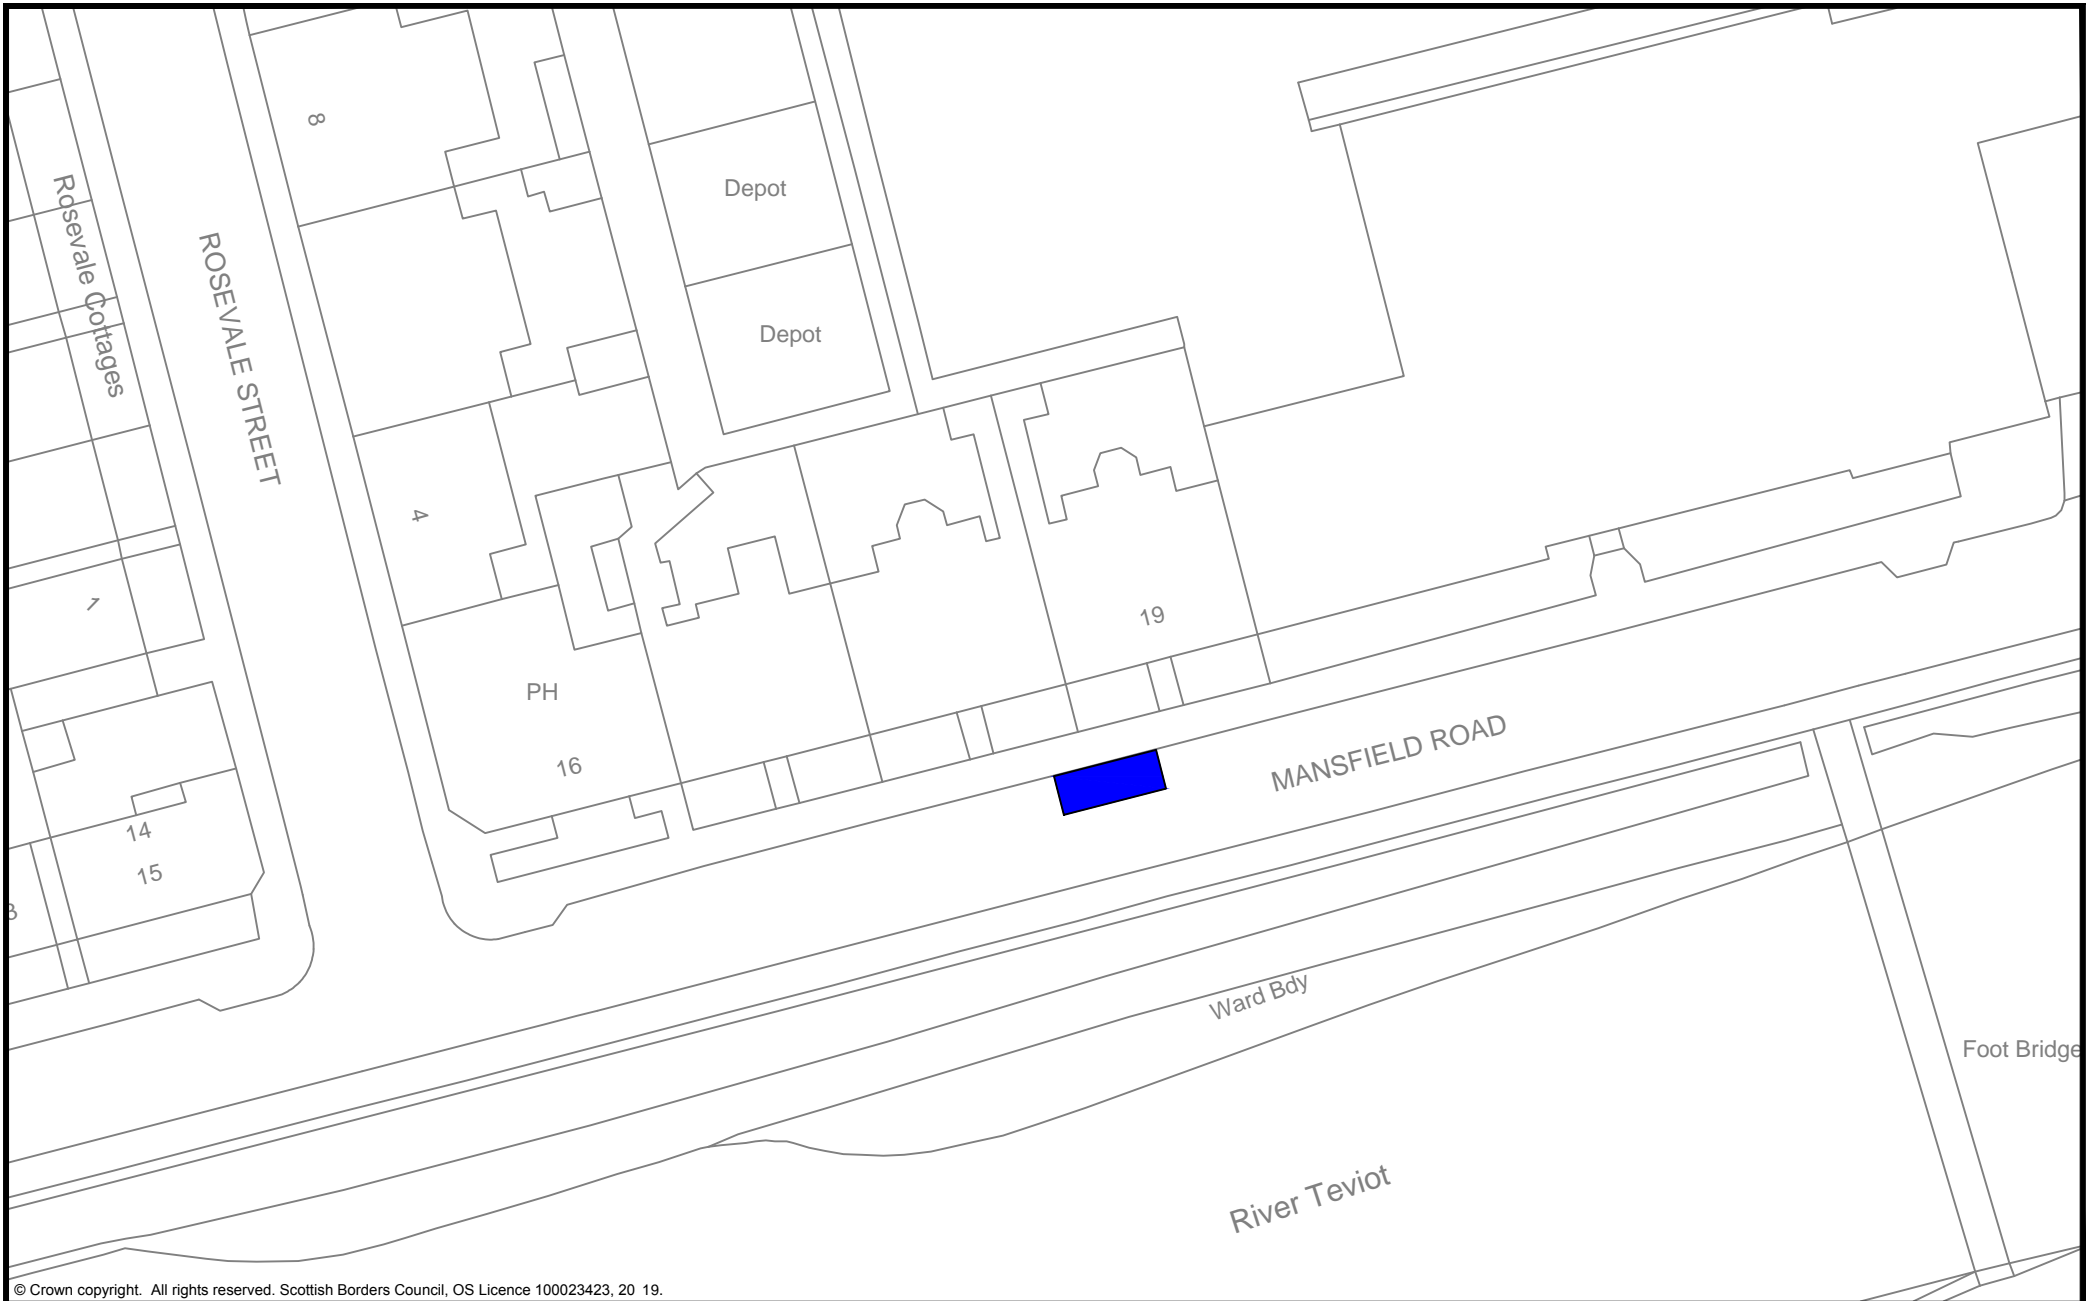 8
Depot
Rosevale Cottages
ROSEVALE STREET
Depot
4
1
19
PH
16
MANSFIELD ROAD
14
15
Ward Bdy
Foot Bridge
River Teviot
© Crown copyright. All rights reserved. Scottish Borders Council, OS Licence 100023423, 20 19.